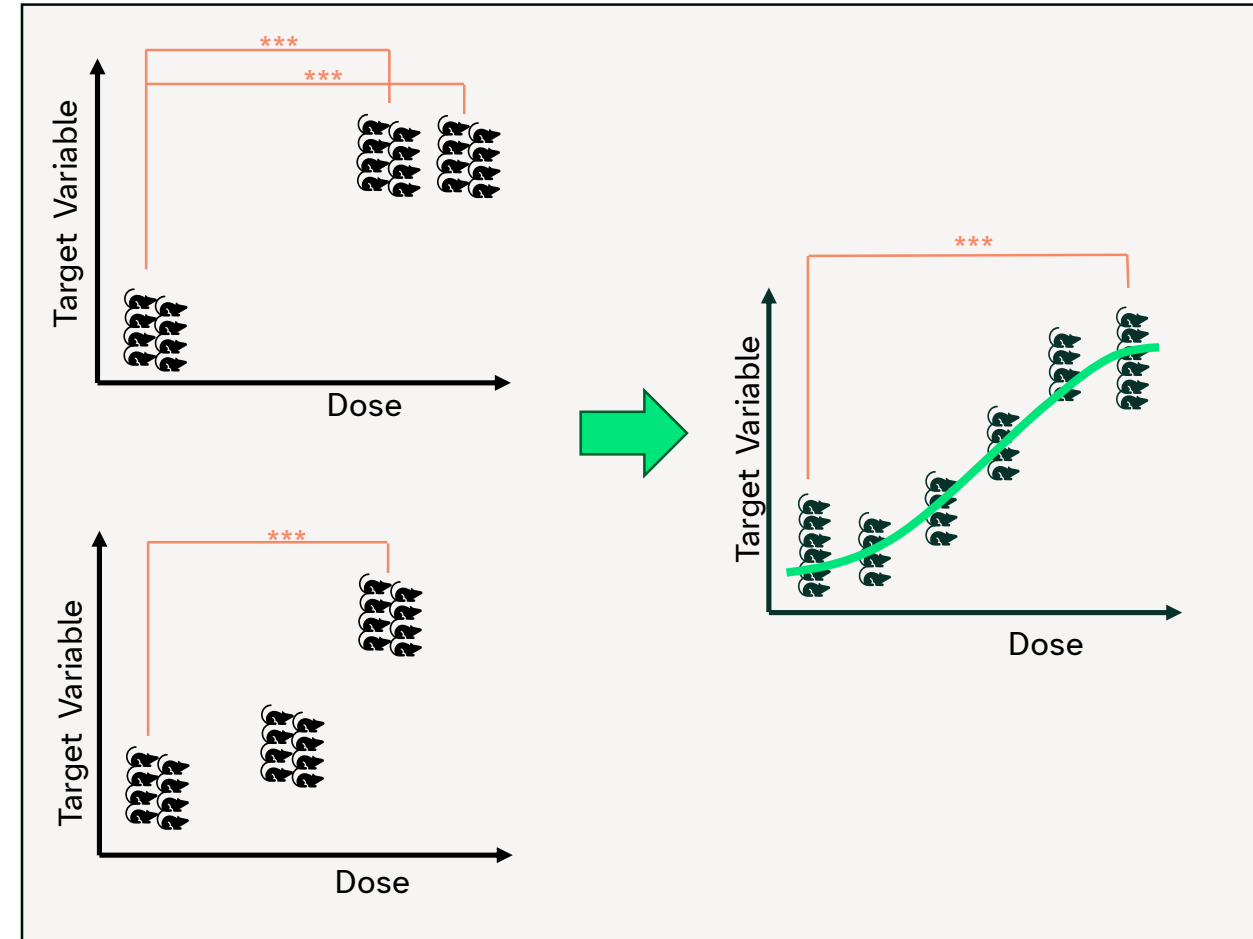 ***
***
Target Variable
Dose
***
Target Variable
Dose
***
Target Variable
Dose